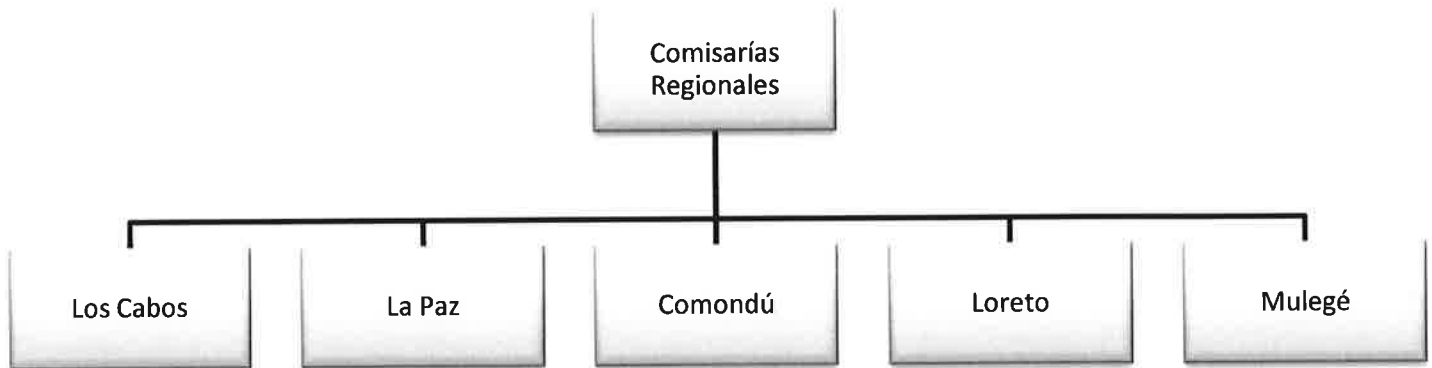 Comisarías
Regionales
Los Cabos
La Paz
Comondú
Loreto
Mulegé